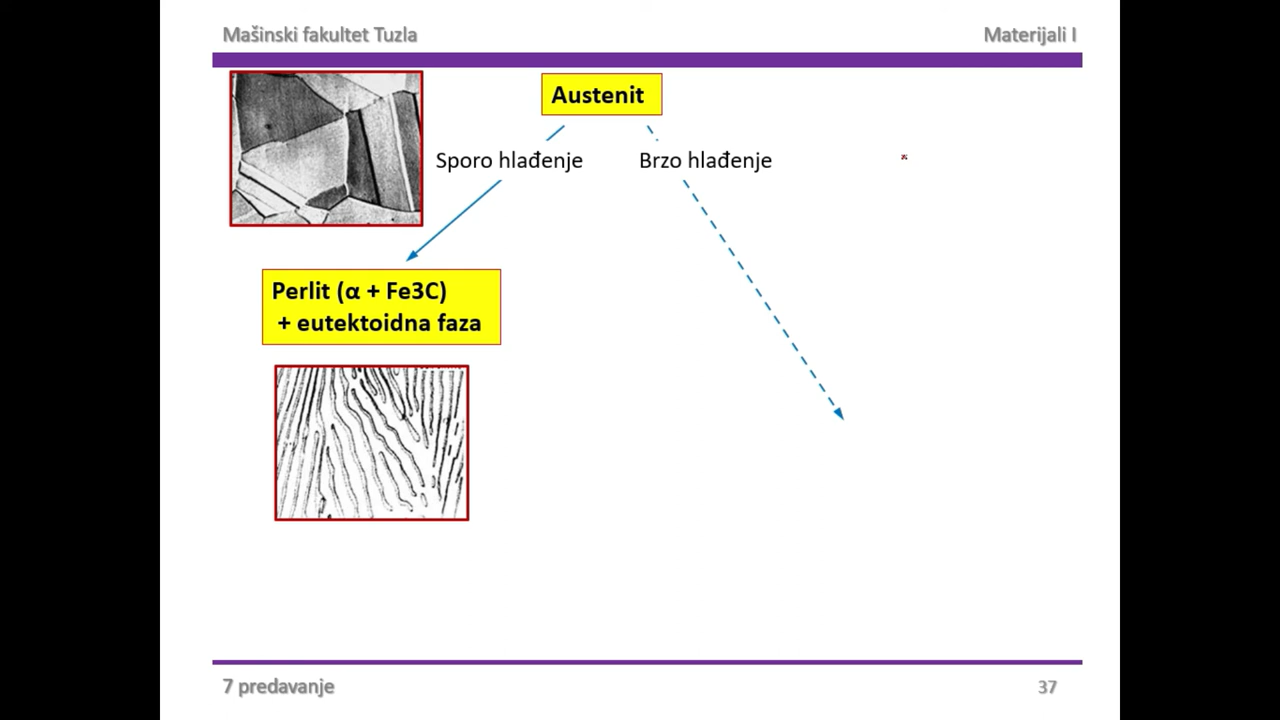 Mašinski fakultet Tuzla
Materijali I
Austenit
Sporo hlađenje
Brzo hlađenje
Perlit (α + Fe3C)
+ eutektoidna faza
7 predavanje
37